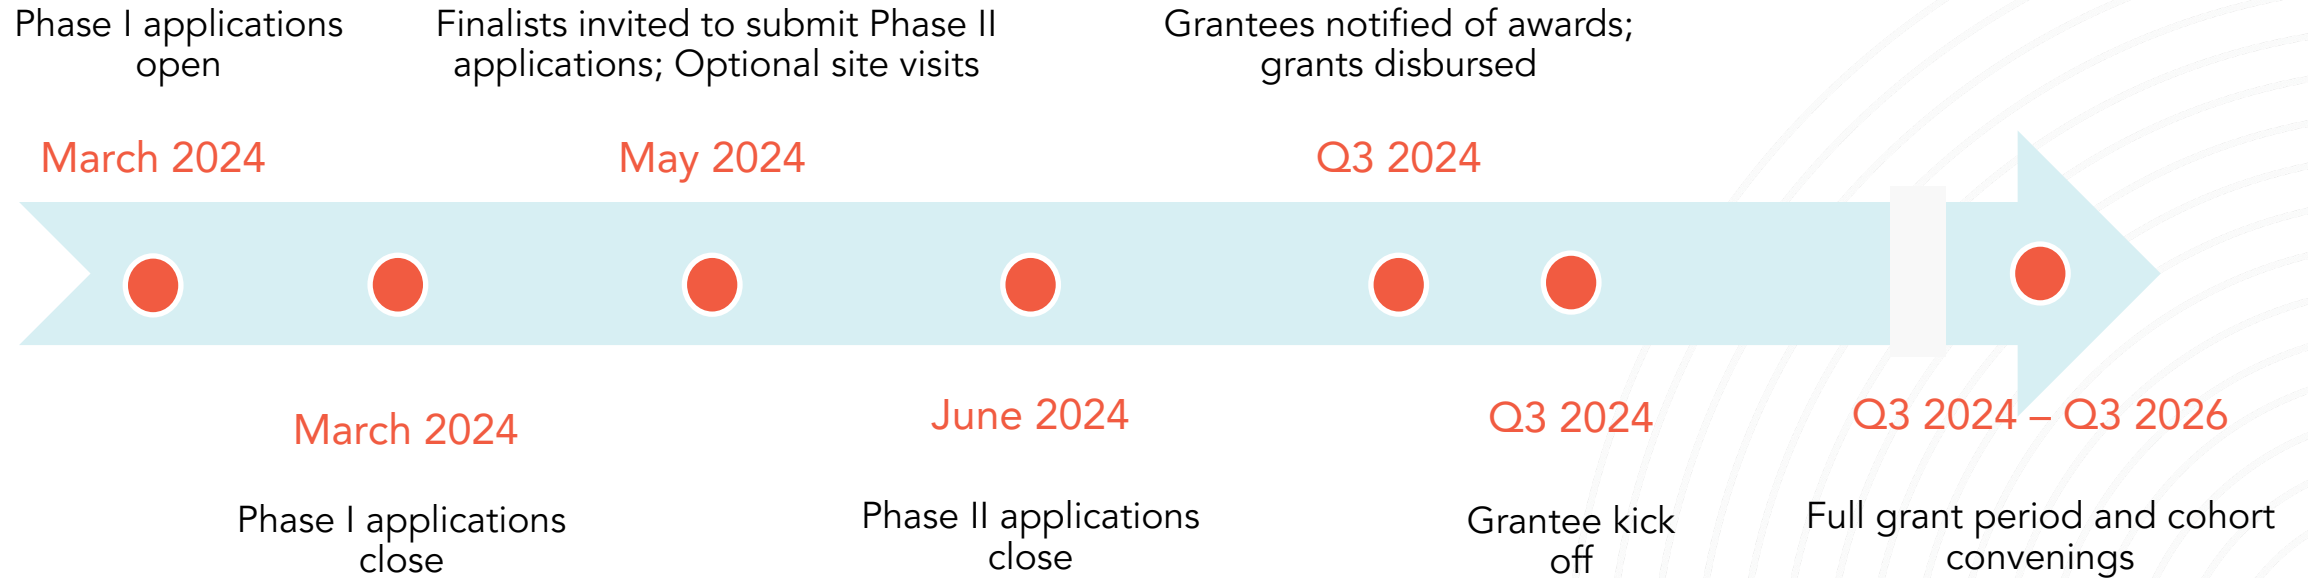 Phase I applications
open
Finalists invited to submit Phase II
applications; Optional site visits
Grantees notified of awards;
grants disbursed
March 2024
May 2024
Q3 2024
March 2024
June 2024
Q3 2024
Q3 2024 – Q3 2026
Phase I applications
close
Phase II applications
close
Grantee kick
off
Full grant period and cohort
convenings